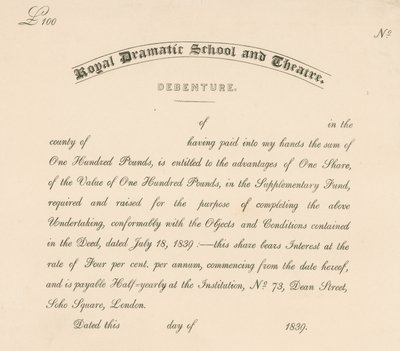 £100
Nº
Royal Dramatic School and Theatre.
DEBENTURE.
of in the
county of having paid into my hands the sum of
One Hundred Pounds, is entitled to the advantages of One Share,
of the Value of One Hundred Pounds, in the Supplementary Fund,
required and raised for the purpose of completing the above
Undertaking, conformably with the Objects and Conditions contained
in the Deed, dated July 18, 1839:—this share bears Interest at the
rate of Four per cent. per annum, commencing from the date hereof,
and is payable Half=yearly at the Institution, Nº 73, Dean Street,
Soho Square, London.
Dated this day of 1839.